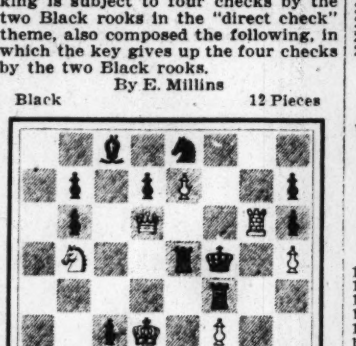 king is subject to four checks by the
two Black rooks in the “direct check”
theme, also composed the following, in
which the key gives up the four checks
by the two Black rooks.
By E. Millins
Black 12 Pieces